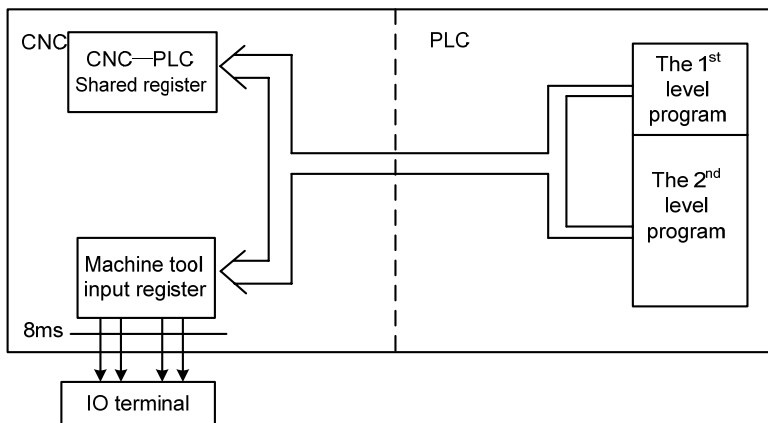 CNC
CNC—PLC
Shared register
PLC
The 1st
level
program
The 2nd
level
program
Machine tool
input register
8ms
IO terminal